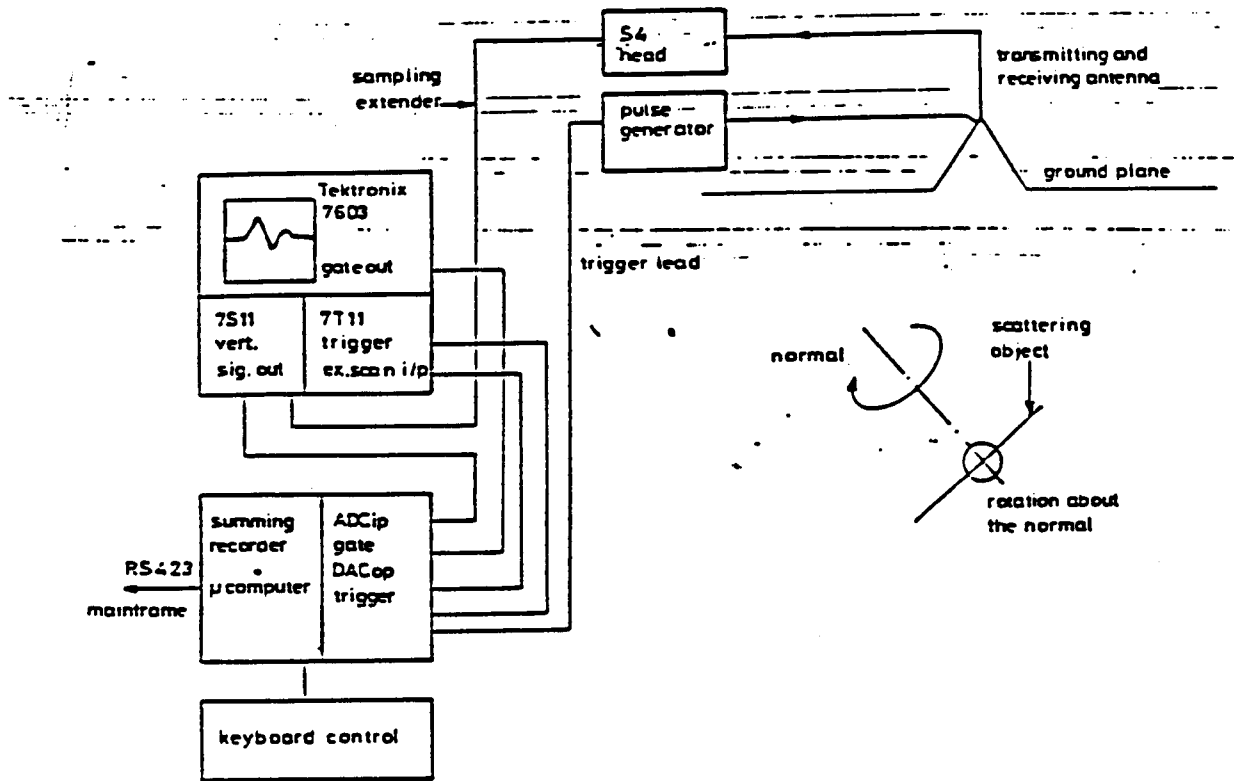 S4
head
transmitting and
receiving antenna
sampling
extender
pulse
generator
ground plane
Tektronix
7603
gate out
trigger lead
7S11
vert.
sig. out
7T11
trigger
ex.scan i/p
normal
scattering
object
rotation about
the normal
summing
recorder
µ computer
ADCip
gate
DACop
trigger
RS423
mainframe
keyboard control